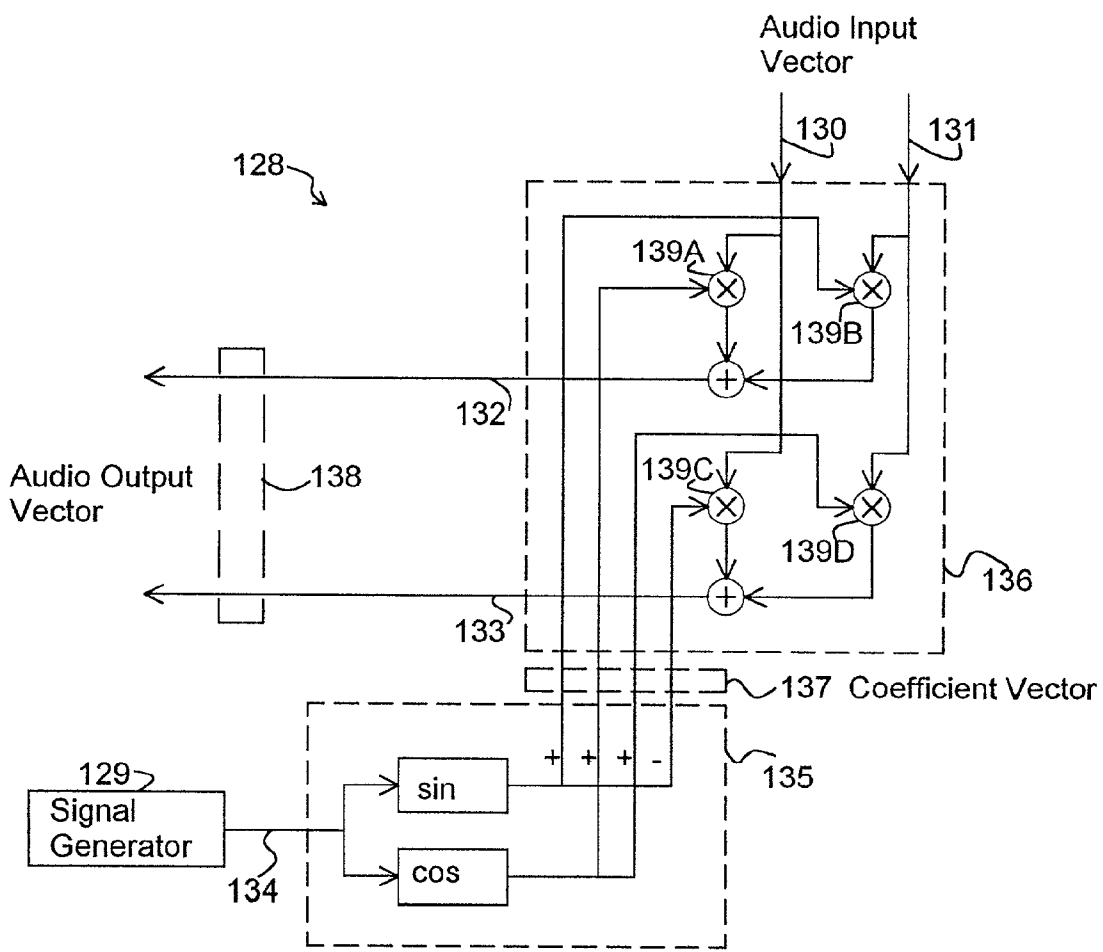 Audio Input
Vector
130
131
128
139A
139B
132
Audio Output
Vector
138
139C
139D
136
133
137 Coefficient Vector
+ + + -
135
129
Signal
Generator
sin
134
cos